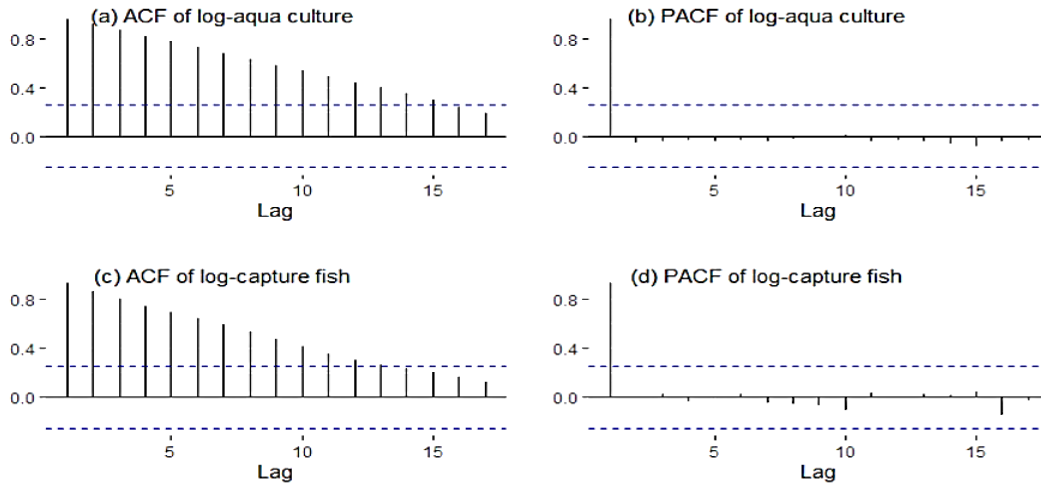 (a) ACF of log-aqua culture
0.8
0.4
0.0
5 10 15
Lag
(b) PACF of log-aqua culture
0.8
0.4
0.0
5 10 15
Lag
(c) ACF of log-capture fish
0.8
0.4
0.0
5 10 15
Lag
(d) PACF of log-capture fish
0.8
0.4
0.0
5 10 15
Lag